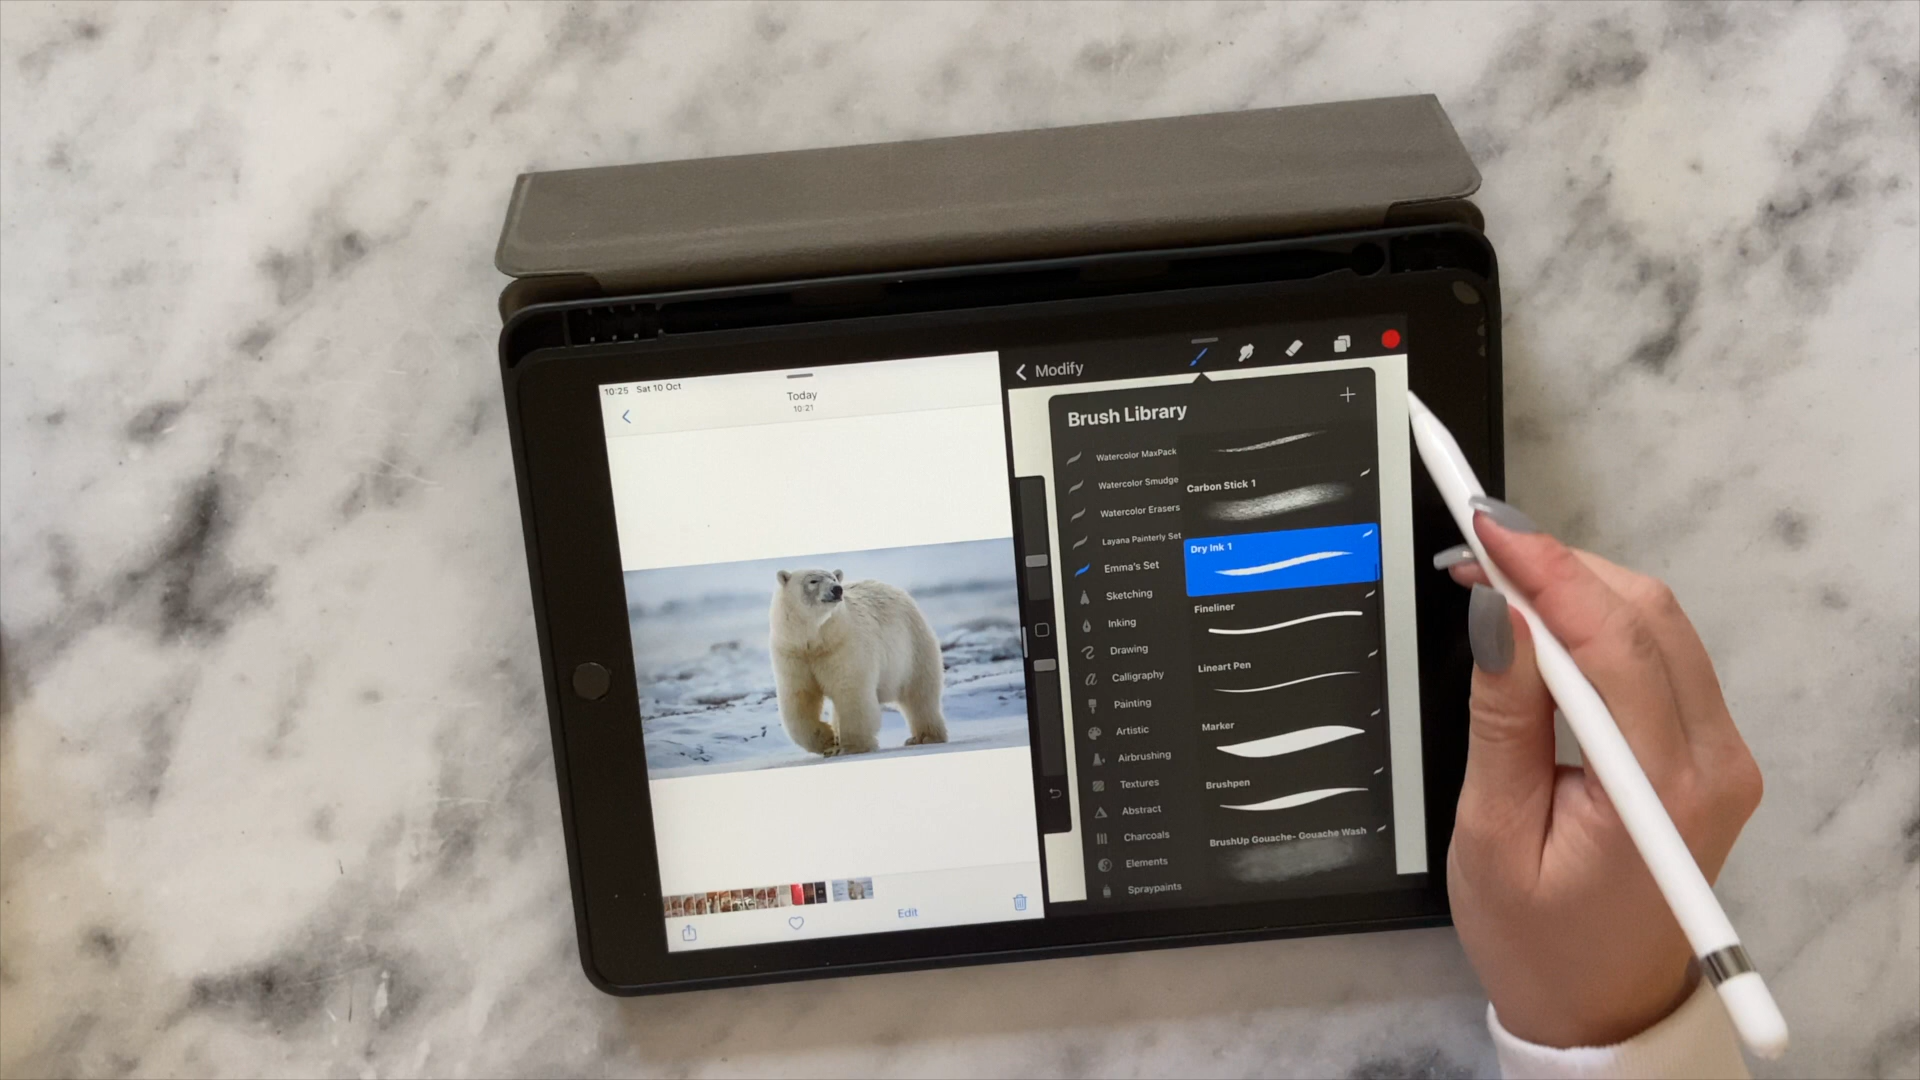 10:25 Sat 10 Oct
Today
10:21
Edit
Modify
Brush Library
Watercolor MaxPack
Watercolor Smudge
Watercolor Erasers
Layana Painterly Set
Emma's Set
Sketching
Inking
Drawing
Calligraphy
Painting
Artistic
Airbrushing
Textures
Abstract
Charcoals
Elements
Spraypaints
Carbon Stick 1
Dry Ink 1
Fineliner
Lineart Pen
Marker
Brushpen
BrushUp Gouache- Gouache Wash